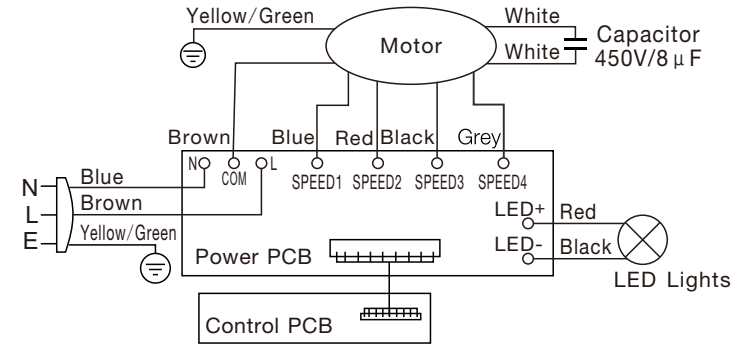 Yellow/Green
White
Motor
White
Capacitor
450V/8μF
Brown
Blue
Red
Black
Grey
N
COM
L
SPEED1
SPEED2
SPEED3
SPEED4
N
Blue
L
Brown
E
Yellow/Green
LED+
Red
LED-
Black
LED Lights
Power PCB
Control PCB